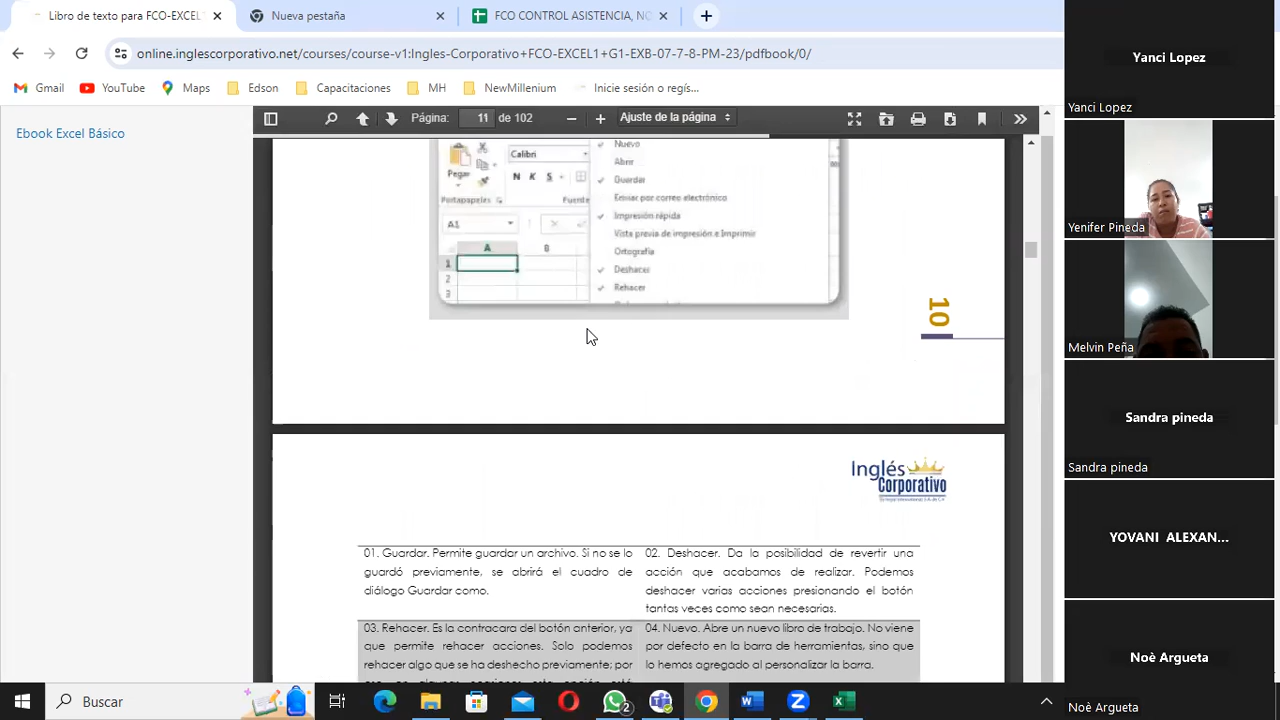 Libro de texto para FCO-EXCEL
Nueva pestaña
FCO CONTROL ASISTENCIA, NO
online.inglescorporativo.net/courses/course-v1:Ingles-Corporativo+FCO-EXCEL1+G1-EXB-07-7-8-PM-23/pdfbook/0/
Gmail
YouTube
Maps
Edson
Capacitaciones
MH
NewMillenium
Inicie sesión o regís...
Ebook Excel Básico
Página: 11 de 102
Ajuste de la página
Nuevo
Abrir
Guardar
Enviar por correo electrónico
Impresión rápida
Vista previa de impresión e Imprimir
Ortografía
Deshacer
Rehacer
Calibri
Pegar
N K S
Portapapeles
Fuente
A1
A B
1
2
3
10
Inglés
Corporativo
01. Guardar. Permite guardar un archivo. Si no se lo
guardó previamente, se abrirá el cuadro de
diálogo Guardar como.
02. Deshacer. Da la posibilidad de revertir una
acción que acabamos de realizar. Podemos
deshacer varias acciones presionando el botón
tantas veces como sean necesarias.
03. Rehacer. Es la contracara del botón anterior, ya
que permite rehacer acciones. Solo podemos
rehacer algo que se ha deshecho previamente; por
04. Nuevo. Abre un nuevo libro de trabajo. No viene
por defecto en la barra de herramientas, sino que
lo hemos agregado al personalizar la barra.
Yanci Lopez
Yanci Lopez
Yenifer Pineda
Melvin Peña
Sandra pineda
Sandra pineda
YOVANI ALEXAN...
Noè Argueta
Noè Argueta
Buscar
2